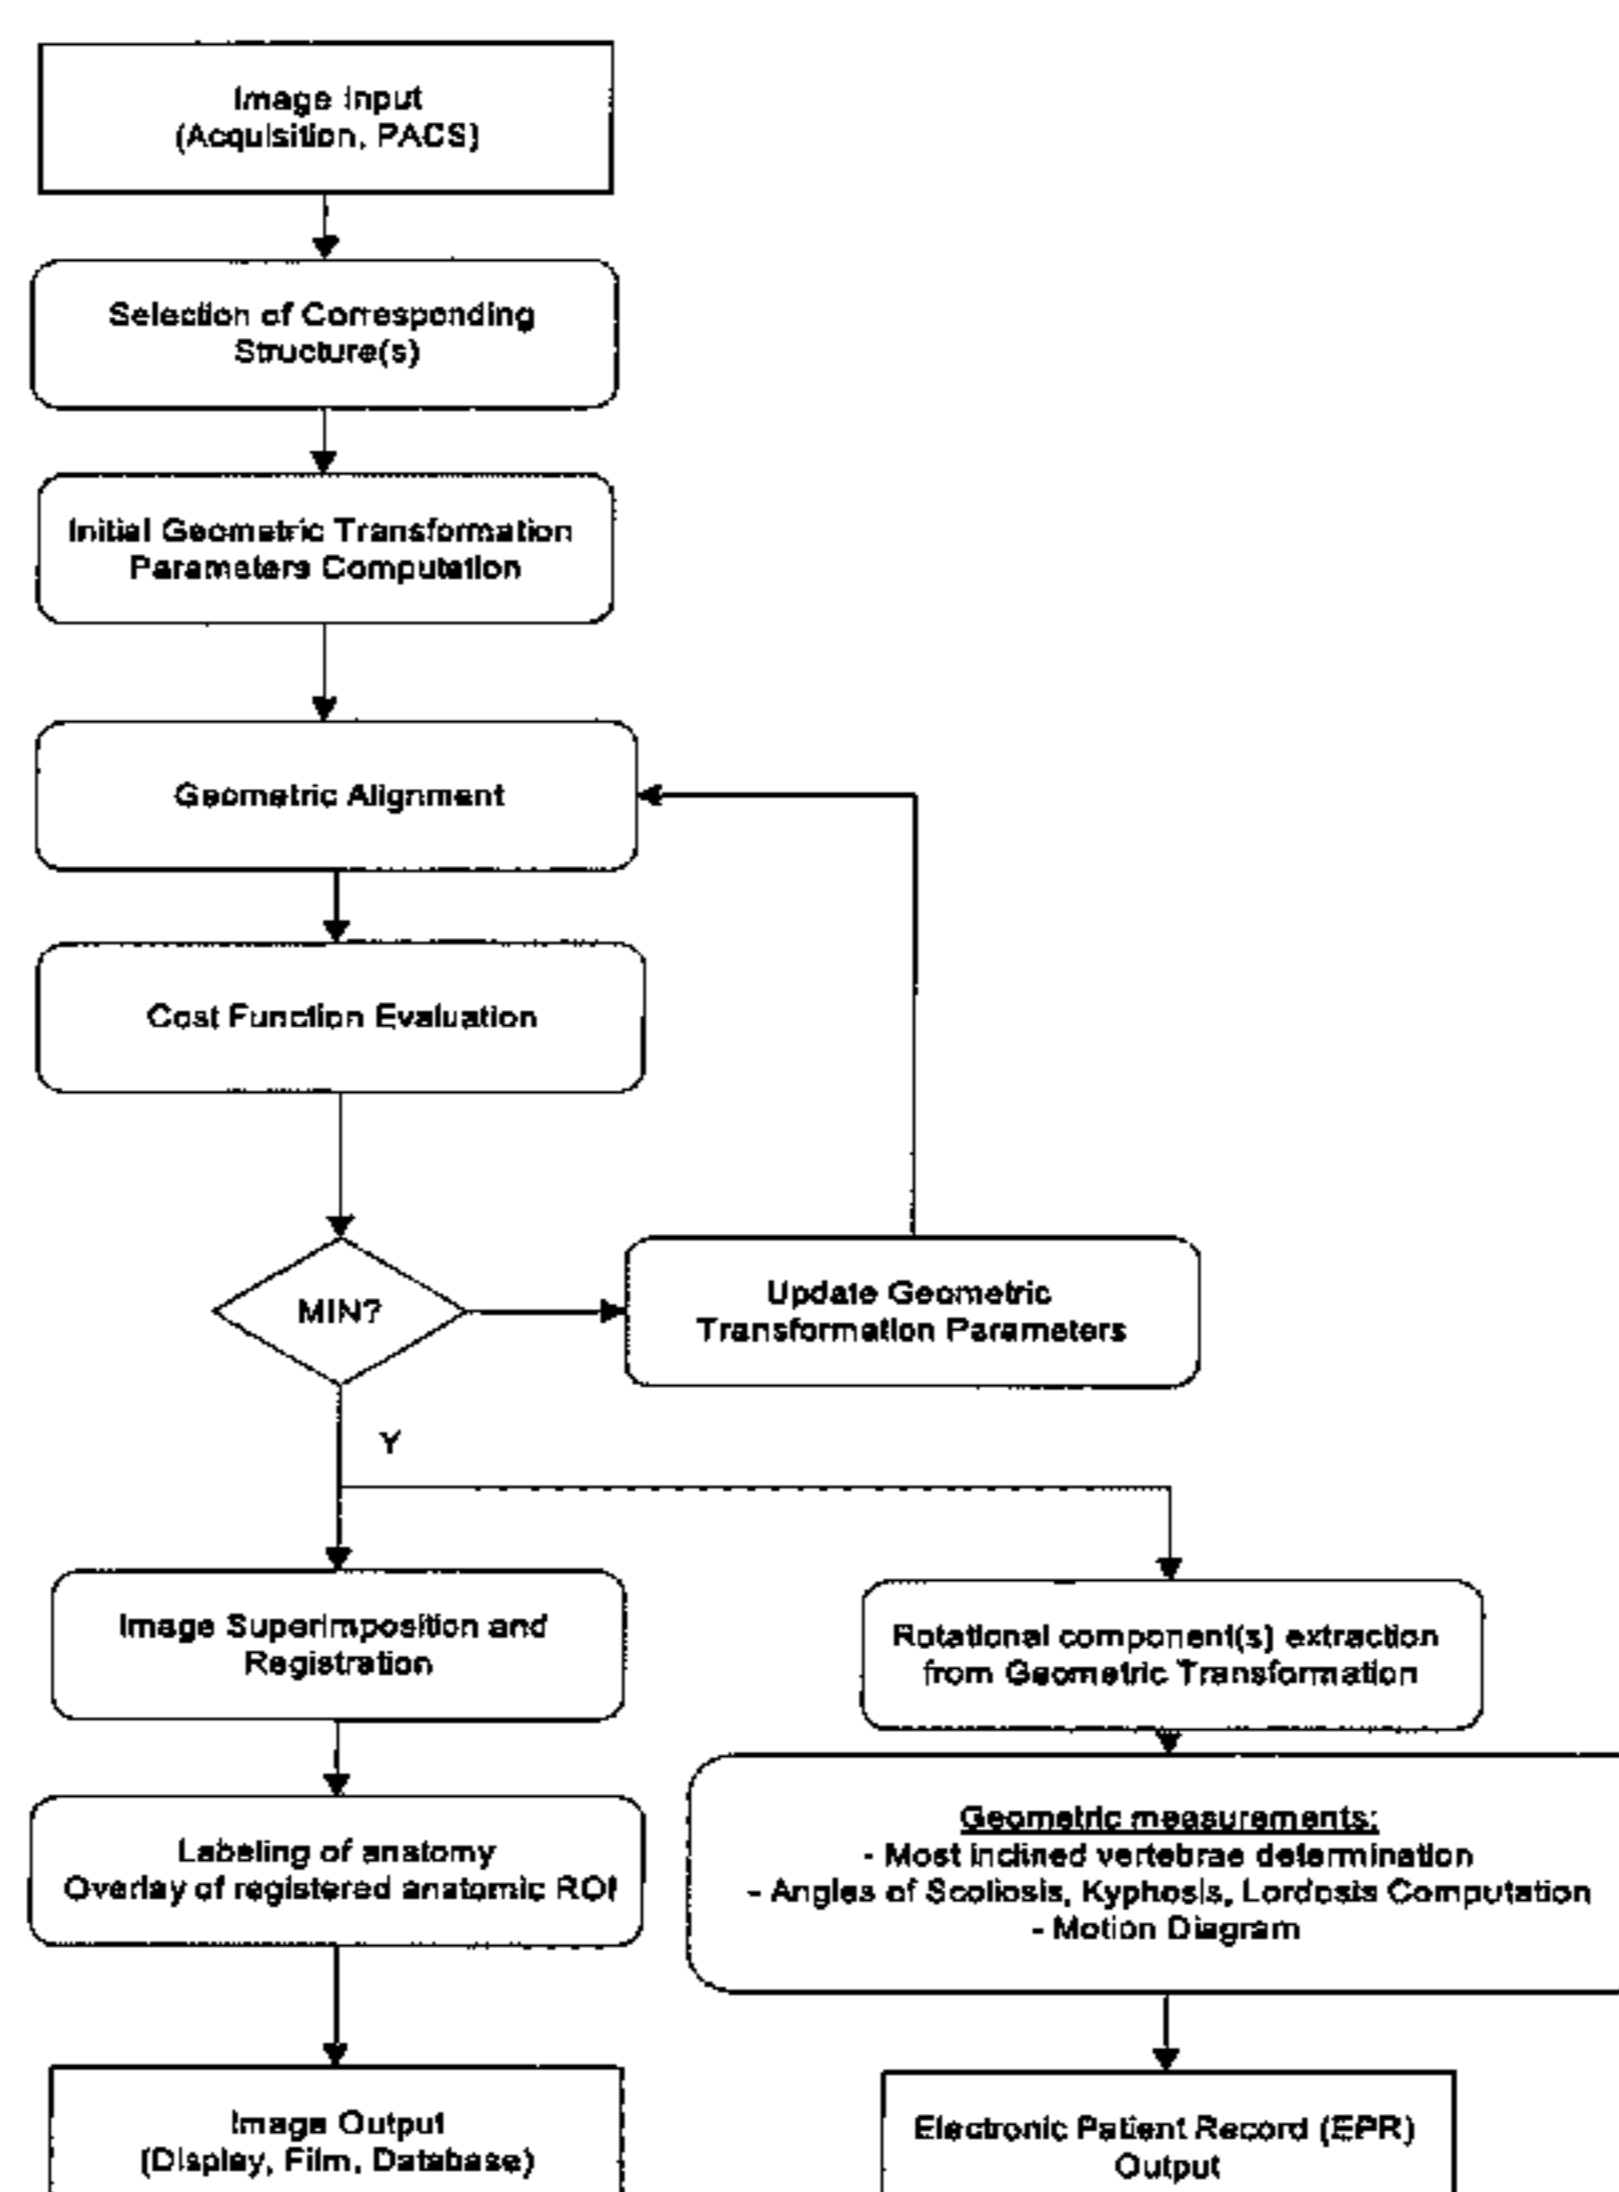 Image Input
(Acquisition, PACS)
Selection of Corresponding
Structure(s)
Initial Geometric Transformation
Parameters Computation
Geometric Alignment
Cost Function Evaluation
MIN?
Update Geometric
Transformation Parameters
Y
Image Superimposition and
Registration
Rotational component(s) extraction
from Geometric Transformation
Labeling of anatomy
Overlay of registered anatomic ROI
Geometric measurements:
- Most inclined vertebrae determination
- Angles of Scoliosis, Kyphosis, Lordosis Computation
- Motion Diagram
Image Output
(Display, Film, Database)
Electronic Patient Record (EPR)
Output